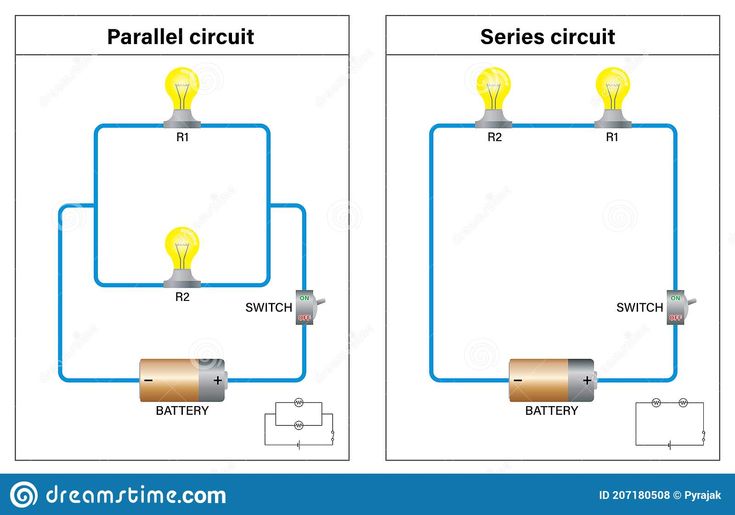 Parallel circuit
R1
R2
SWITCH
ON
OFF
BATTERY
Series circuit
R2
R1
SWITCH
ON
OFF
BATTERY
dreamstime.com
ID 207180508 © Pyrajak